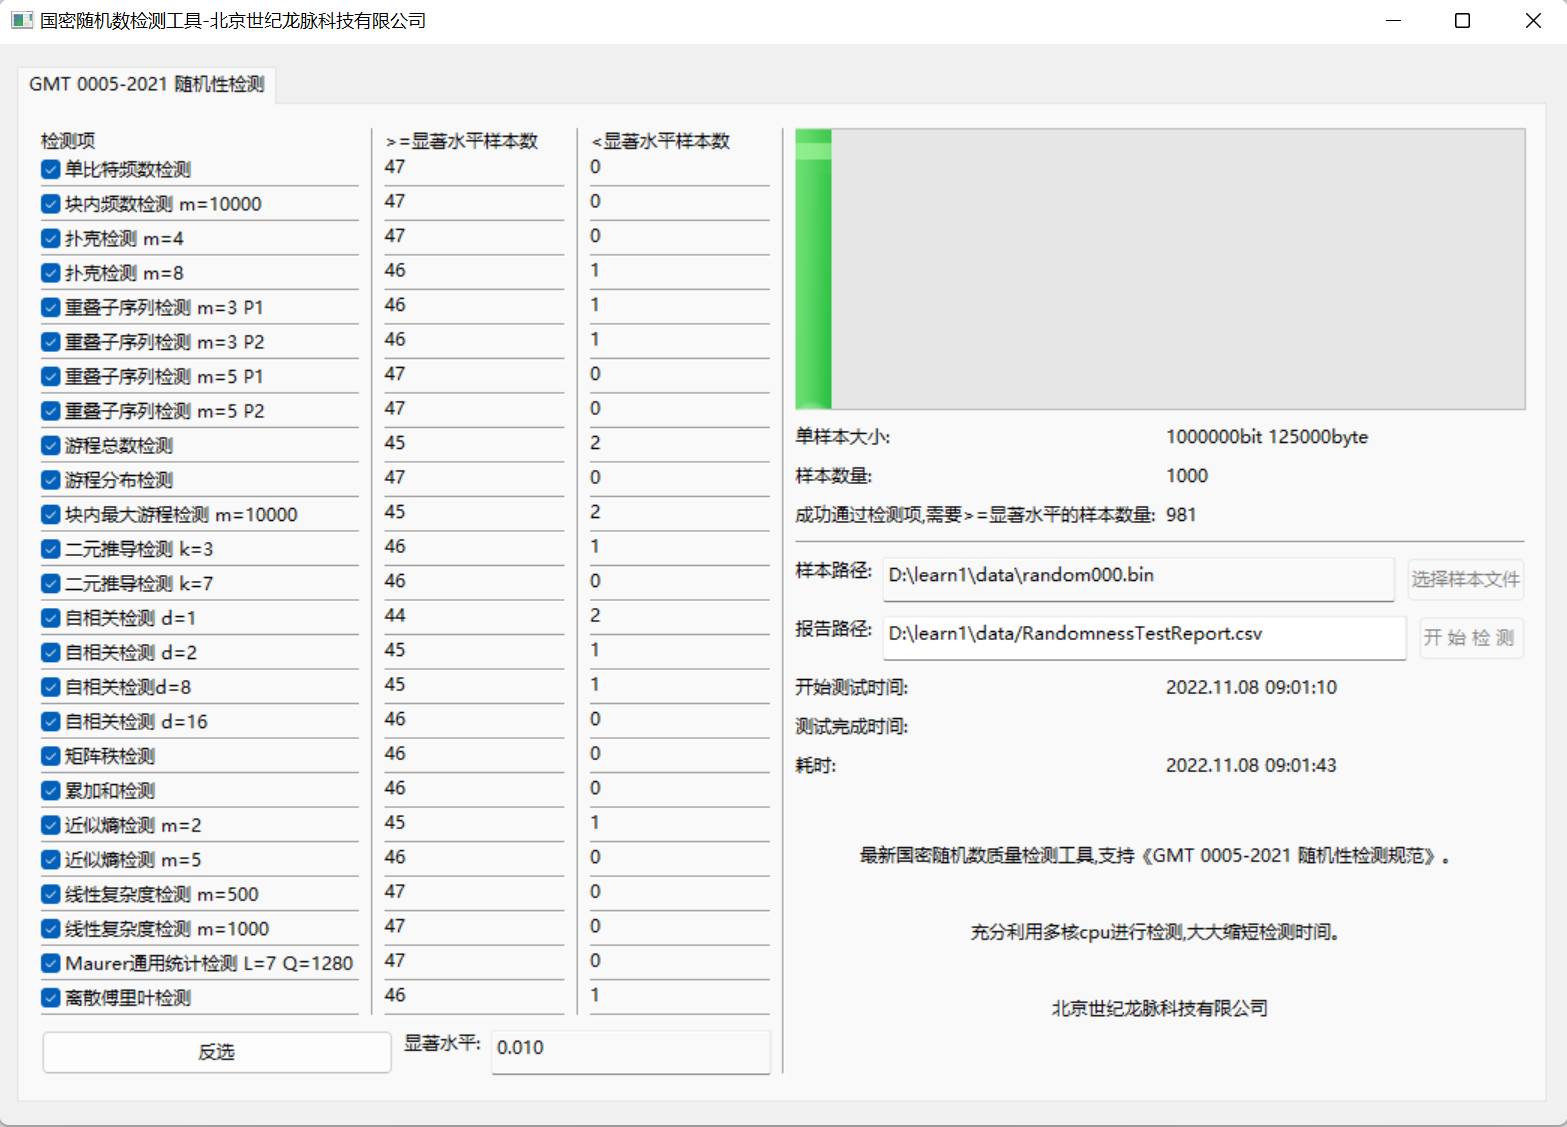 国密随机数检测工具-北京世纪龙脉科技有限公司
GMT 0005-2021 随机性检测
检测项 >=显著水平样本数 <显著水平样本数
单比特频数检测 47 0
块内频数检测 m=10000 47 0
扑克检测 m=4 47 0
扑克检测 m=8 46 1
重叠子序列检测 m=3 P1 46 1
重叠子序列检测 m=3 P2 46 1
重叠子序列检测 m=5 P1 47 0
重叠子序列检测 m=5 P2 47 0
游程总数检测 45 2
游程分布检测 47 0
块内最大游程检测 m=10000 45 2
二元推导检测 k=3 46 1
二元推导检测 k=7 46 0
自相关检测 d=1 44 2
自相关检测 d=2 45 1
自相关检测d=8 45 1
自相关检测 d=16 46 0
矩阵秩检测 46 0
累加和检测 46 0
近似熵检测 m=2 45 1
近似熵检测 m=5 46 0
线性复杂度检测 m=500 47 0
线性复杂度检测 m=1000 47 0
Maurer通用统计检测 L=7 Q=1280 47 0
离散傅里叶检测 46 1
反选 显著水平: 0.010
单样本大小: 1000000bit 125000byte
样本数量: 1000
成功通过检测项,需要>=显著水平的样本数量: 981
样本路径: D:\learn1\data\random000.bin 选择样本文件
报告路径: D:\learn1\data/RandomnessTestReport.csv 开 始 检 测
开始测试时间: 2022.11.08 09:01:10
测试完成时间:
耗时: 2022.11.08 09:01:43
最新国密随机数质量检测工具,支持《GMT 0005-2021 随机性检测规范》。
充分利用多核cpu进行检测,大大缩短检测时间。
北京世纪龙脉科技有限公司